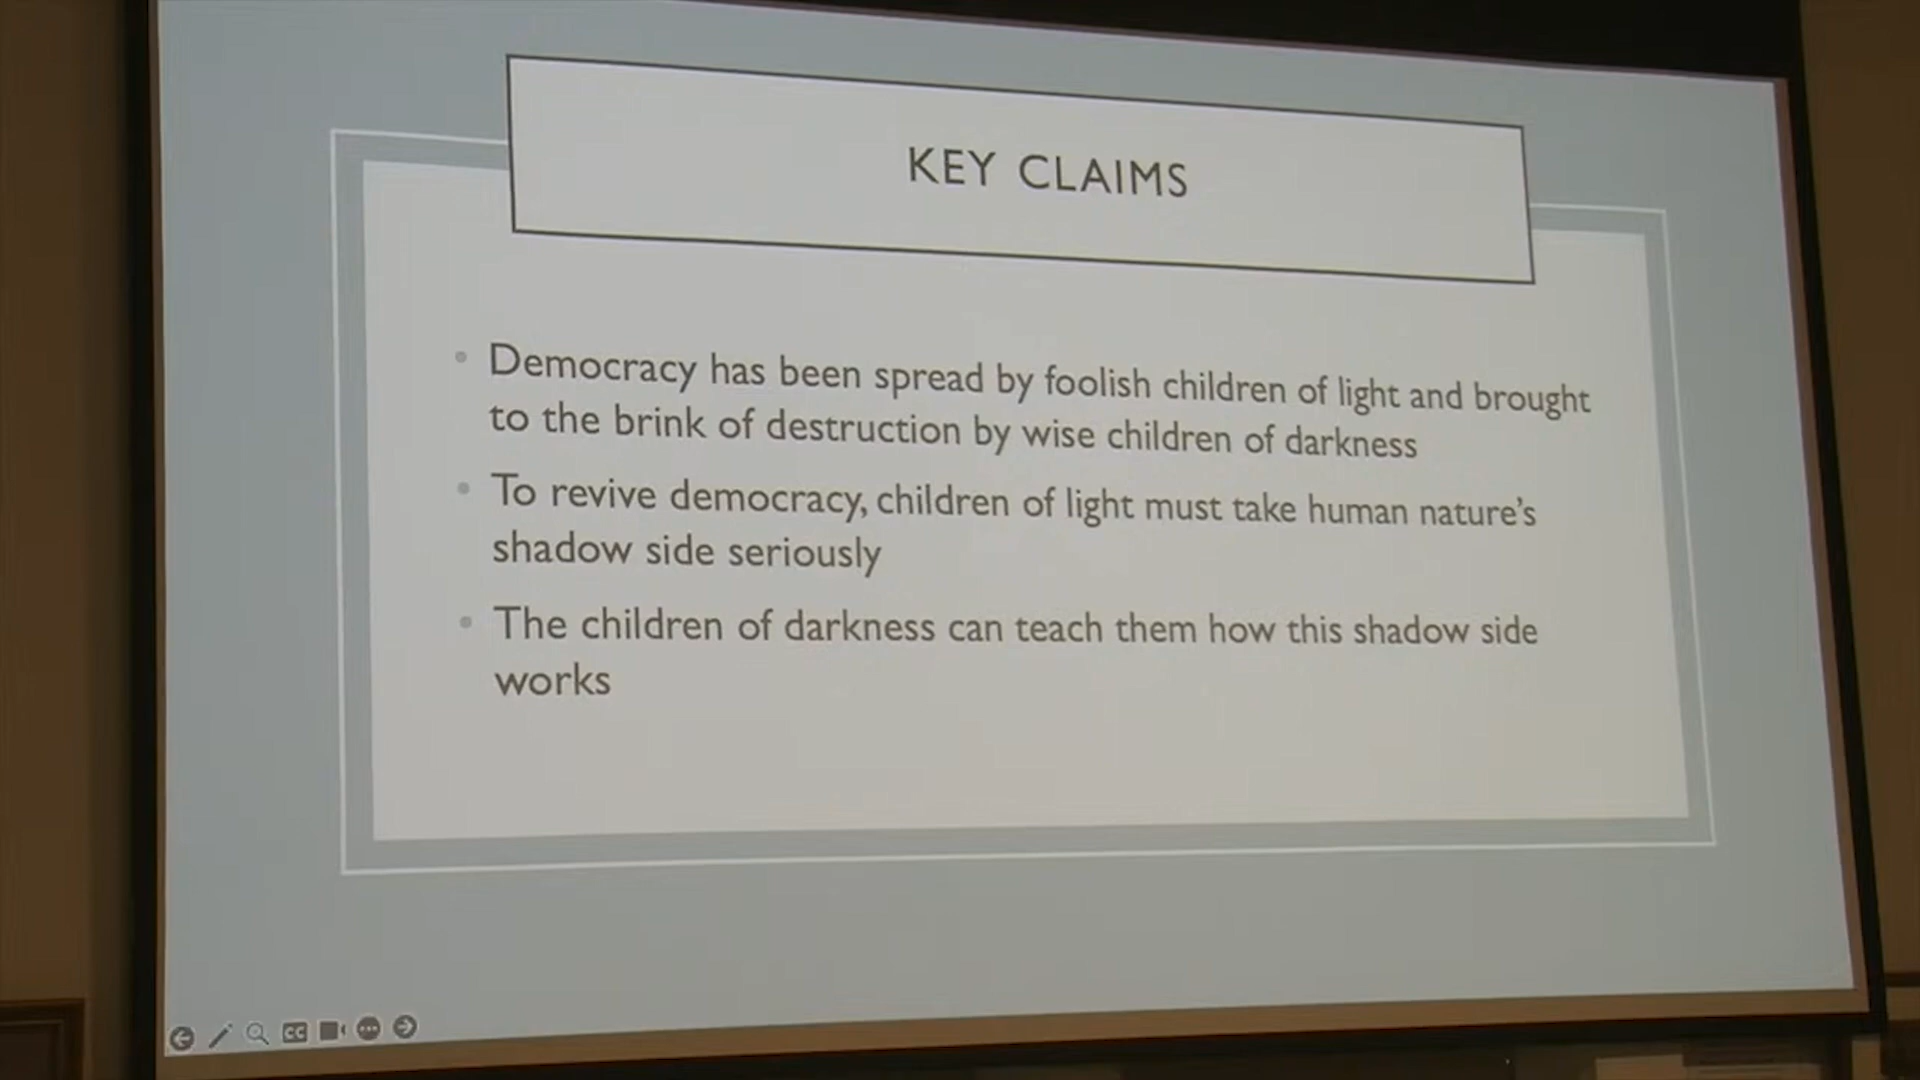 KEY CLAIMS
• Democracy has been spread by foolish children of light and brought
to the brink of destruction by wise children of darkness
• To revive democracy, children of light must take human nature's
shadow side seriously
• The children of darkness can teach them how this shadow side
works
CC